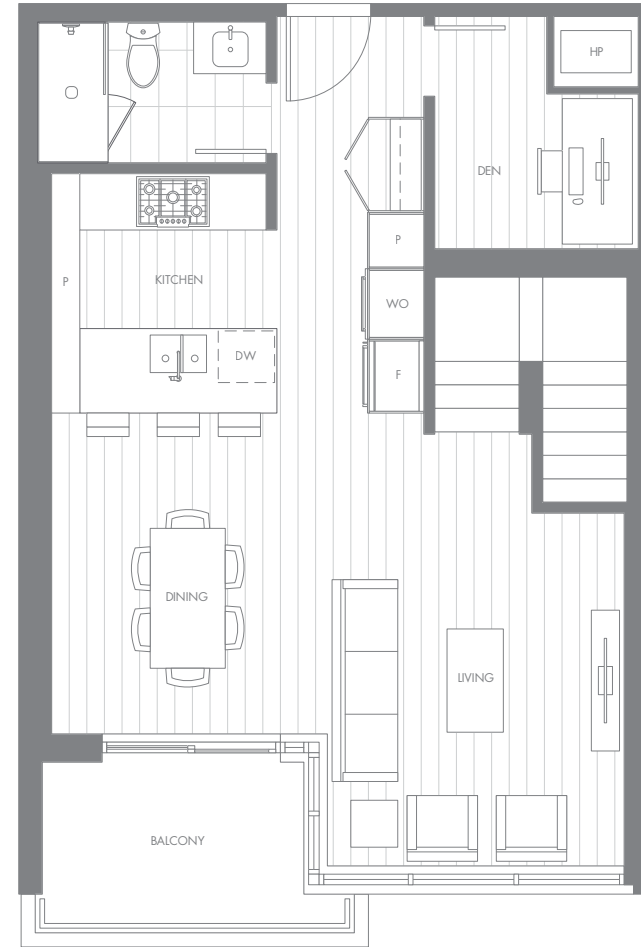 HP
DEN
P
KITCHEN
P
WO
DW
F
DINING
LIVING
BALCONY